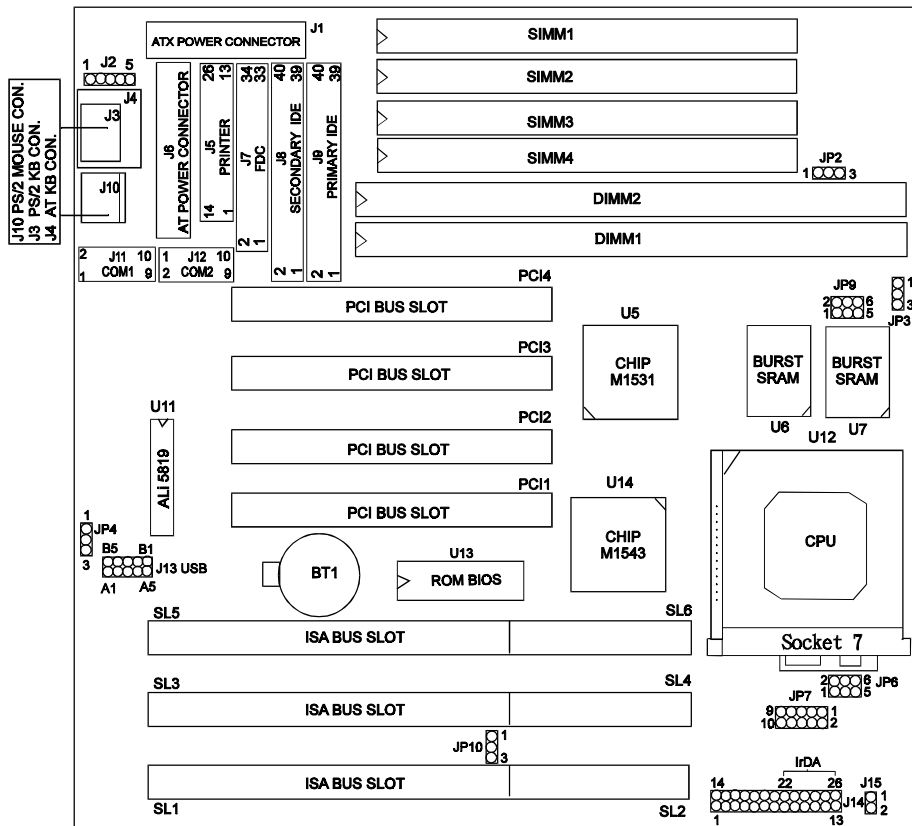 J1
ATX POWER CONNECTOR
SIMM1
SIMM2
SIMM3
SIMM4
JP2
1 3
DIMM2
DIMM1
J2
1 5
J4
J3
J10
J10 PS/2 MOUSE CON.
J3 PS/2 KB CON.
J4 AT KB CON.
J6
AT POWER CONNECTOR
26 13
J5
PRINTER
14 1
34 33
J7
FDC
2 1
40 39
J8
SECONDARY IDE
2 1
40 39
J9
PRIMARY IDE
2 1
2 J11 10
1 COM1 9
1 J12 10
2 COM2 9
PCI4
PCI BUS SLOT
PCI3
PCI BUS SLOT
PCI2
PCI BUS SLOT
PCI1
PCI BUS SLOT
U5
CHIP
M1531
JP9
2 6
1 5
1
3
JP3
BURST
SRAM
U6
BURST
SRAM
U7
U12
U11
ALi 5819
U14
CHIP
M1543
CPU
Socket 7
1
JP4
3
B5 B1
J13 USB
A1 A5
BT1
U13
ROM BIOS
SL5 SL6
ISA BUS SLOT
SL3 SL4
ISA BUS SLOT
2 6
JP6
1 5
JP7
9 1
10 2
JP10
1
3
ISA BUS SLOT
SL1 SL2
IrDA
14 22 26
J14
1 13
J15
1
2